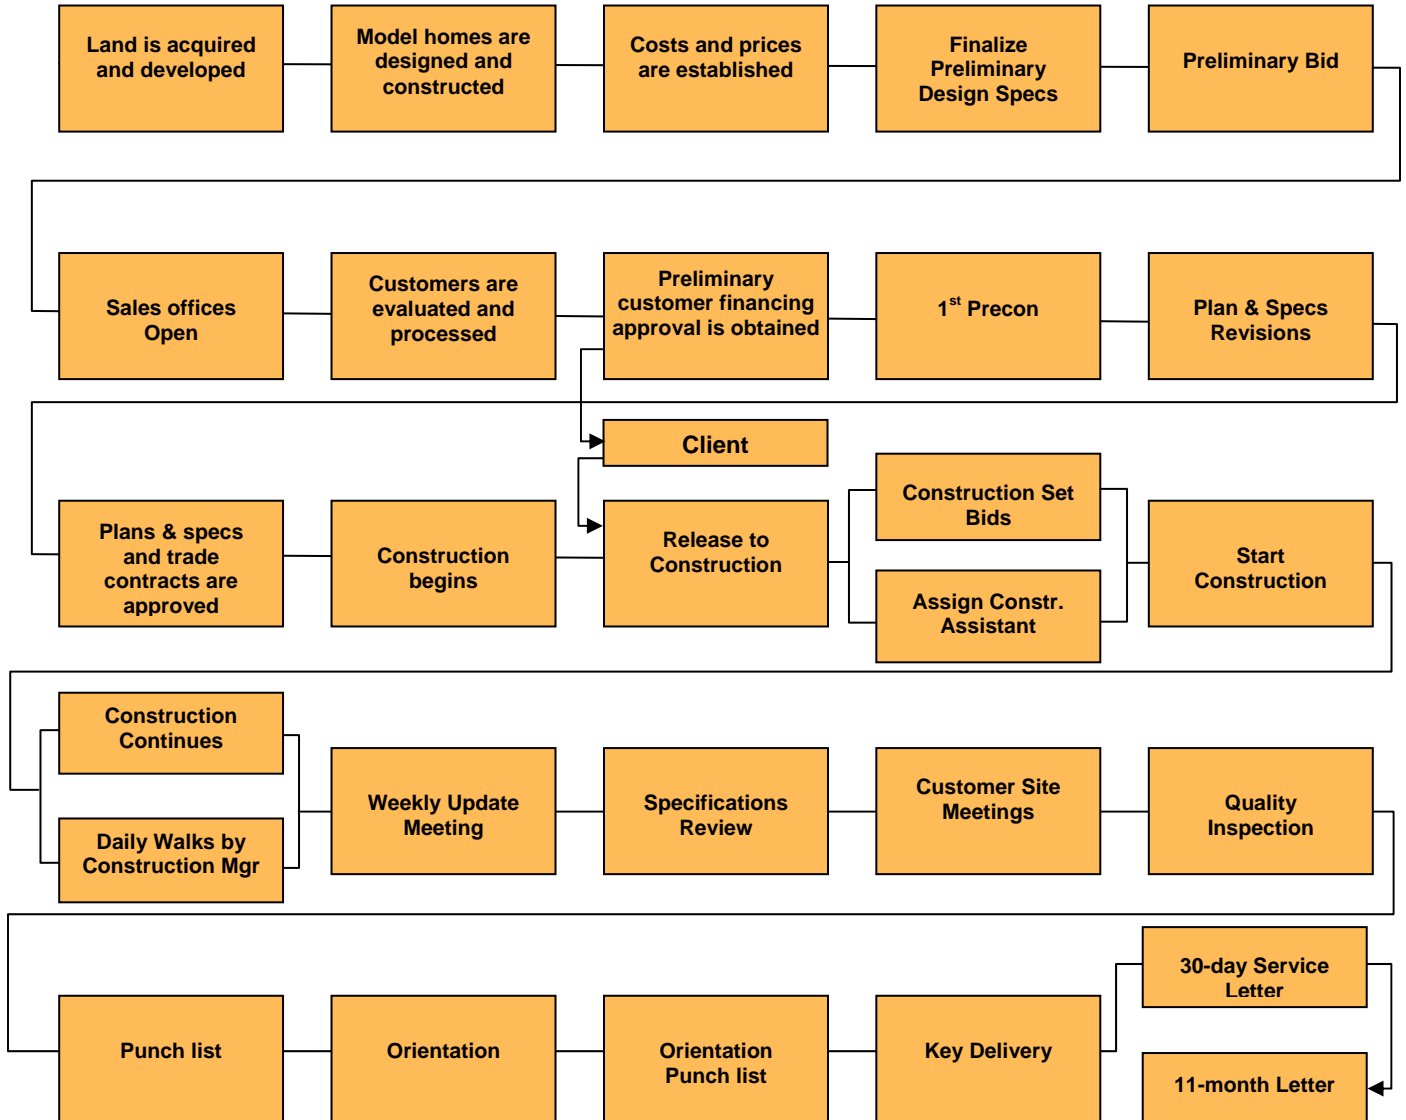 Land is acquired
and developed
Model homes are
designed and
constructed
Costs and prices
are established
Finalize
Preliminary
Design Specs
Preliminary Bid
Sales offices
Open
Customers are
evaluated and
processed
Preliminary
customer financing
approval is obtained
1st Precon
Plan & Specs
Revisions
Client
Plans & specs
and trade
contracts are
approved
Construction
begins
Release to
Construction
Construction Set
Bids
Assign Constr.
Assistant
Start
Construction
Construction
Continues
Daily Walks by
Construction Mgr
Weekly Update
Meeting
Specifications
Review
Customer Site
Meetings
Quality
Inspection
Punch list
Orientation
Orientation
Punch list
Key Delivery
30-day Service
Letter
11-month Letter